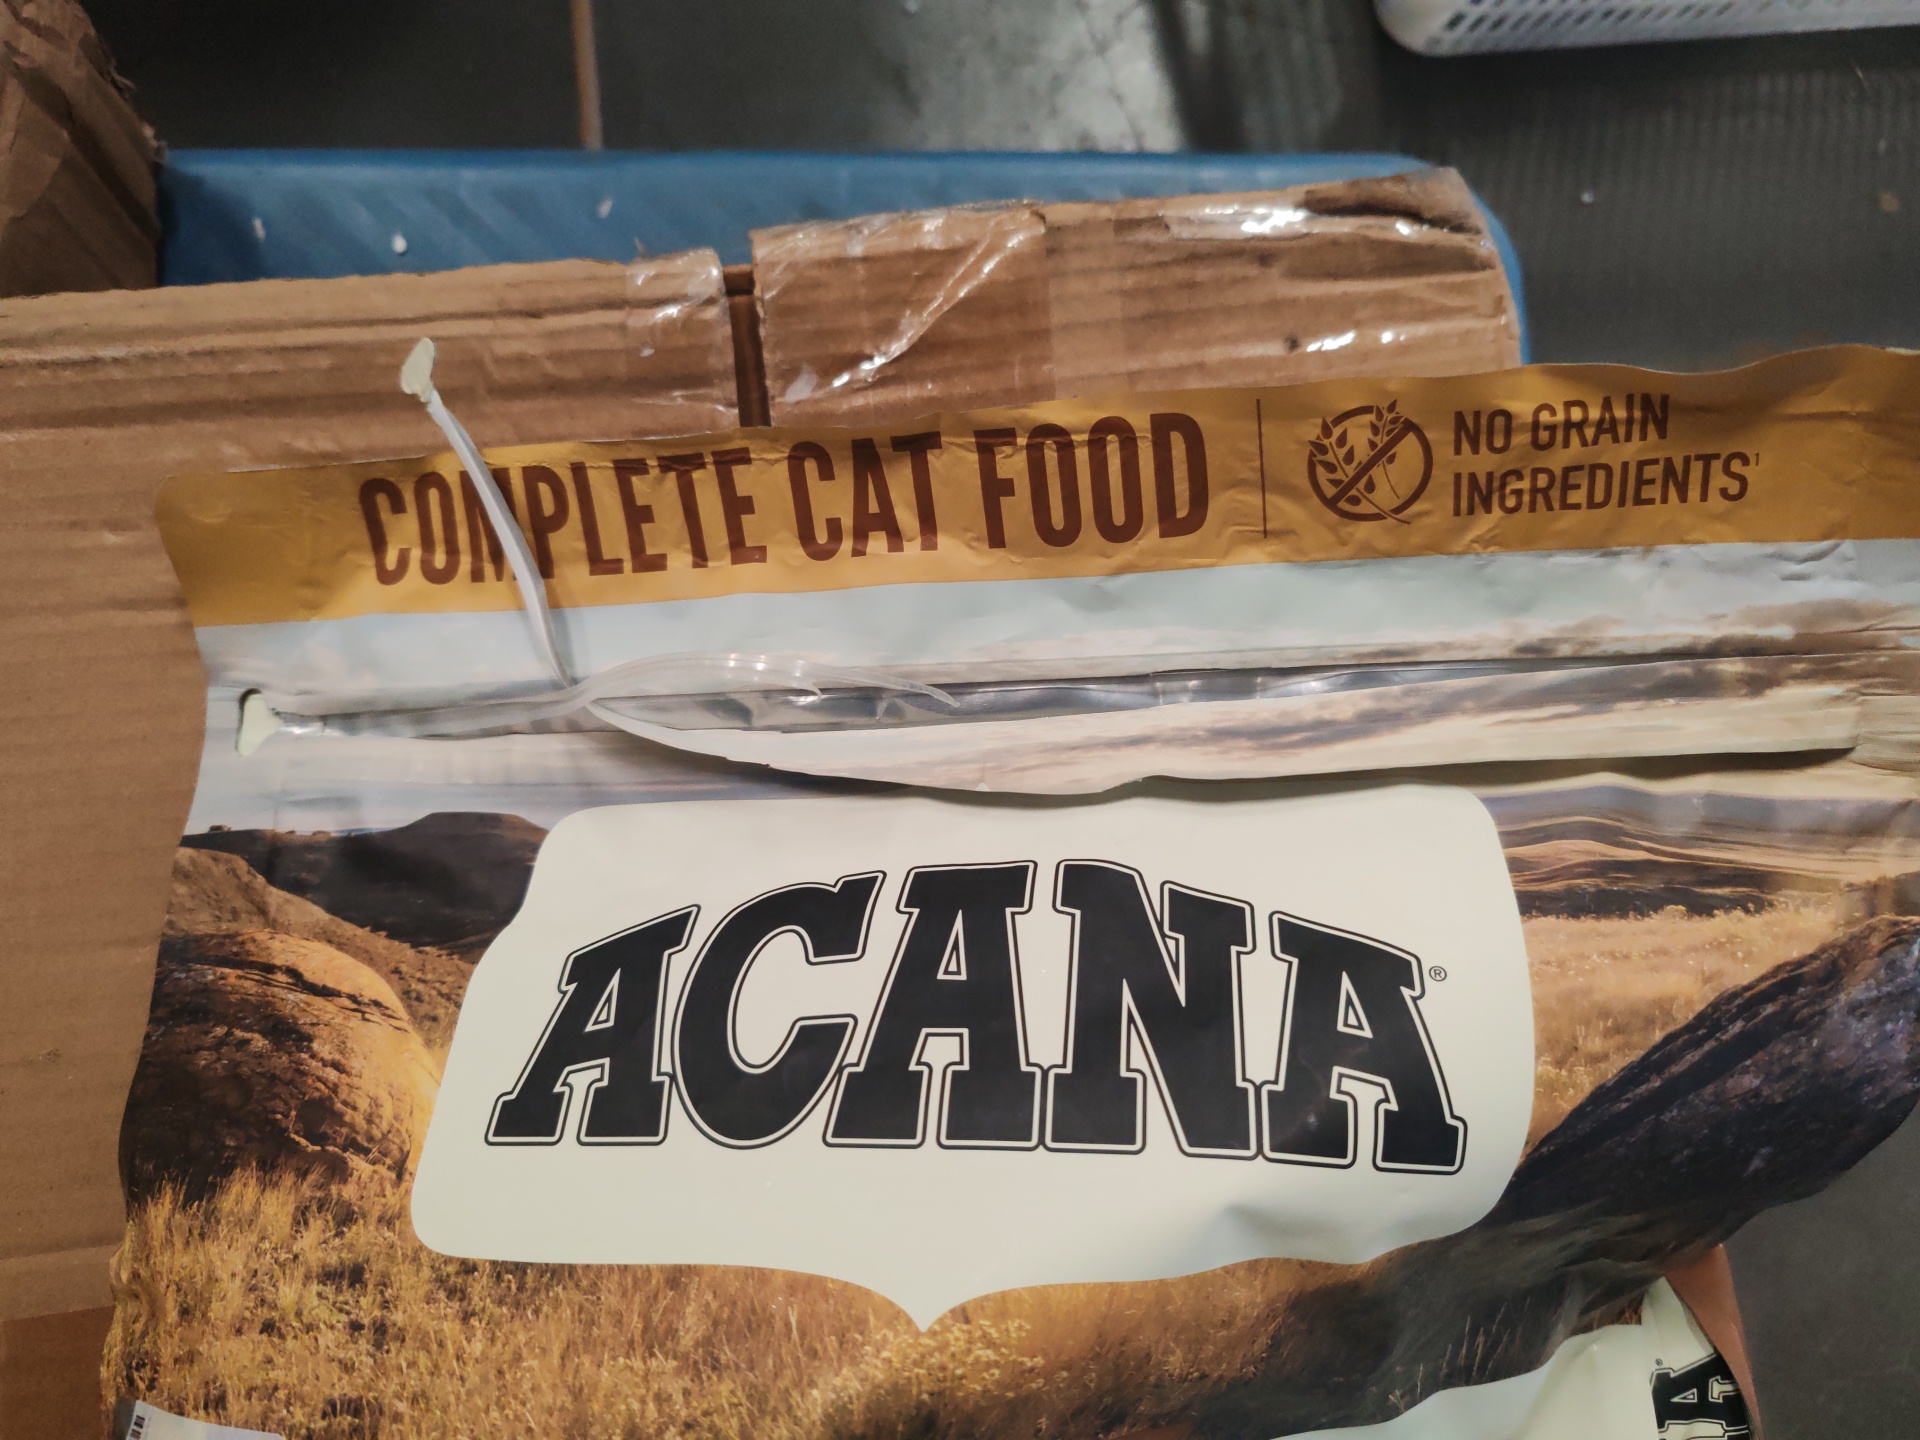 COMPLETE CAT FOOD
NO GRAIN
INGREDIENTS¹
ACANA®